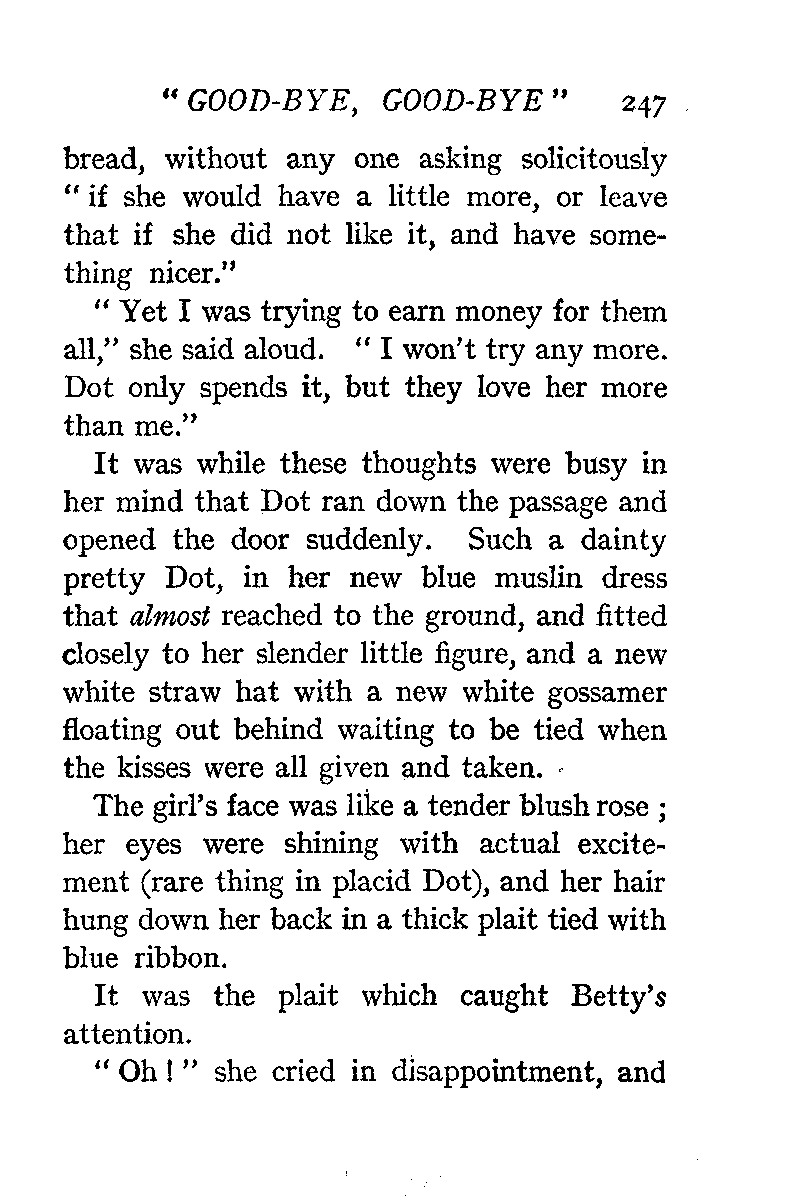 “ GOOD-BYE, GOOD-BYE ” 247
bread, without any one asking solicitously
“ if she would have a little more, or leave
that if she did not like it, and have some-
thing nicer.”
“ Yet I was trying to earn money for them
all,” she said aloud. “ I won’t try any more.
Dot only spends it, but they love her more
than me.”
It was while these thoughts were busy in
her mind that Dot ran down the passage and
opened the door suddenly. Such a dainty
pretty Dot, in her new blue muslin dress
that almost reached to the ground, and fitted
closely to her slender little figure, and a new
white straw hat with a new white gossamer
floating out behind waiting to be tied when
the kisses were all given and taken.
The girl’s face was like a tender blush rose ;
her eyes were shining with actual excite-
ment (rare thing in placid Dot), and her hair
hung down her back in a thick plait tied with
blue ribbon.
It was the plait which caught Betty’s
attention.
“ Oh ! ” she cried in disappointment, and